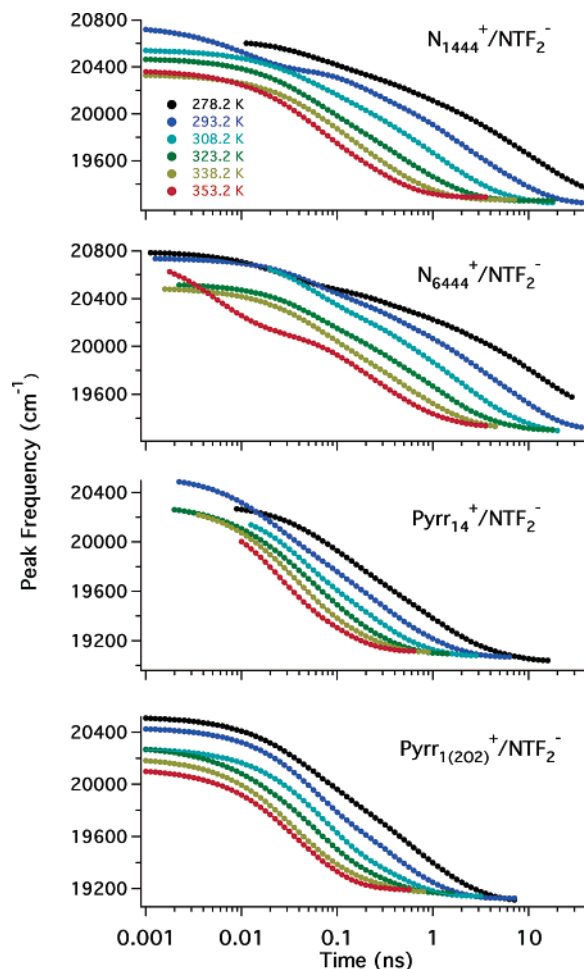 20800
20400
20000
19600
N1444+/NTF2-
278.2 K
293.2 K
308.2 K
323.2 K
338.2 K
353.2 K
20800
20400
20000
19600
N6444+/NTF2-
Peak Frequency (cm-1)
20400
20000
19600
19200
Pyrr14+/NTF2-
20400
20000
19600
19200
Pyrr1(202)+/NTF2-
0.001 0.01 0.1 1 10
Time (ns)